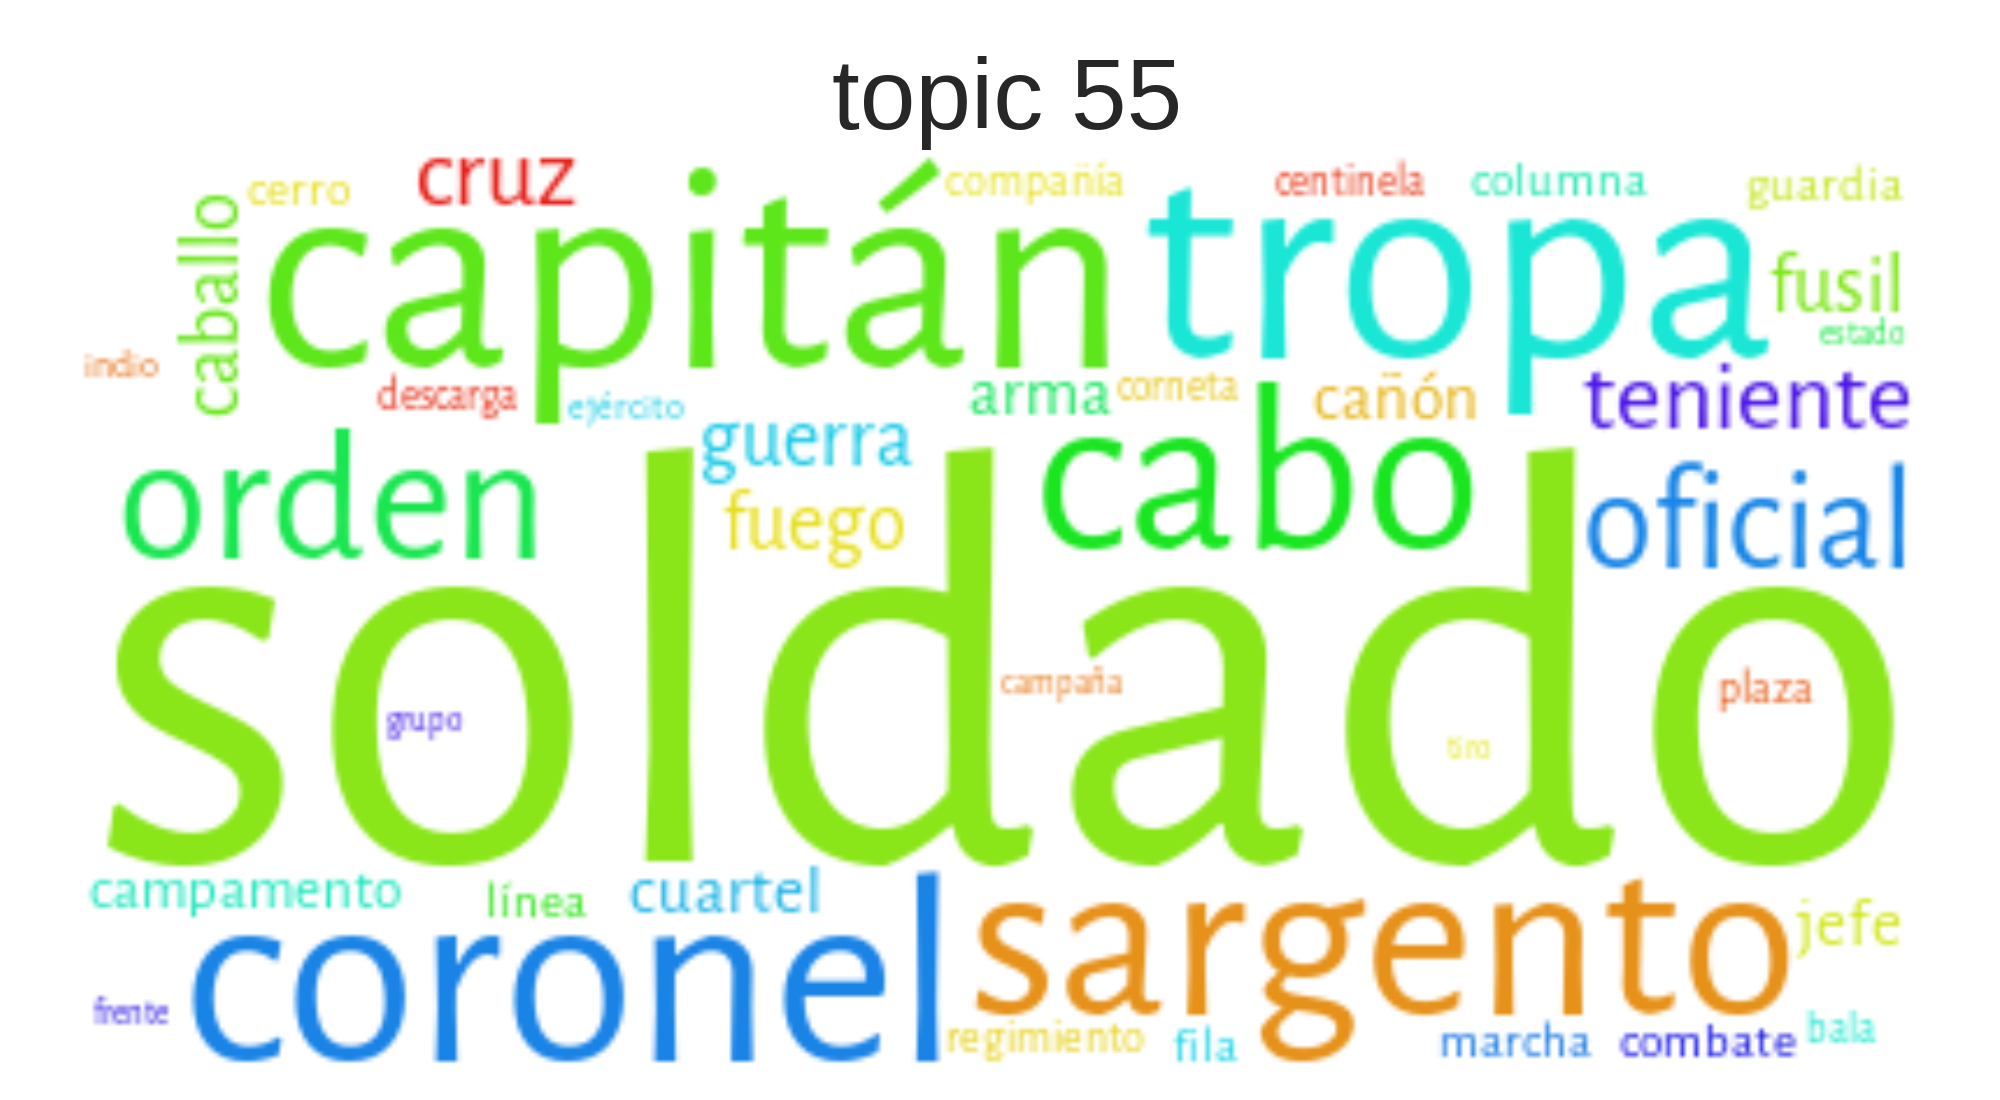 topic 55
cruz
cerro
compañía
centinela
columna
guardia
caballo
capitán
tropa
fusil
estado
indio
descarga
ejército
arma
corneta
cañón
teniente
orden
guerra
fuego
cabo
oficial
soldado
grupo
campaña
tiro
plaza
campamento
línea
cuartel
coronel
sargento
jefe
frente
regimiento
fila
marcha
combate
bala